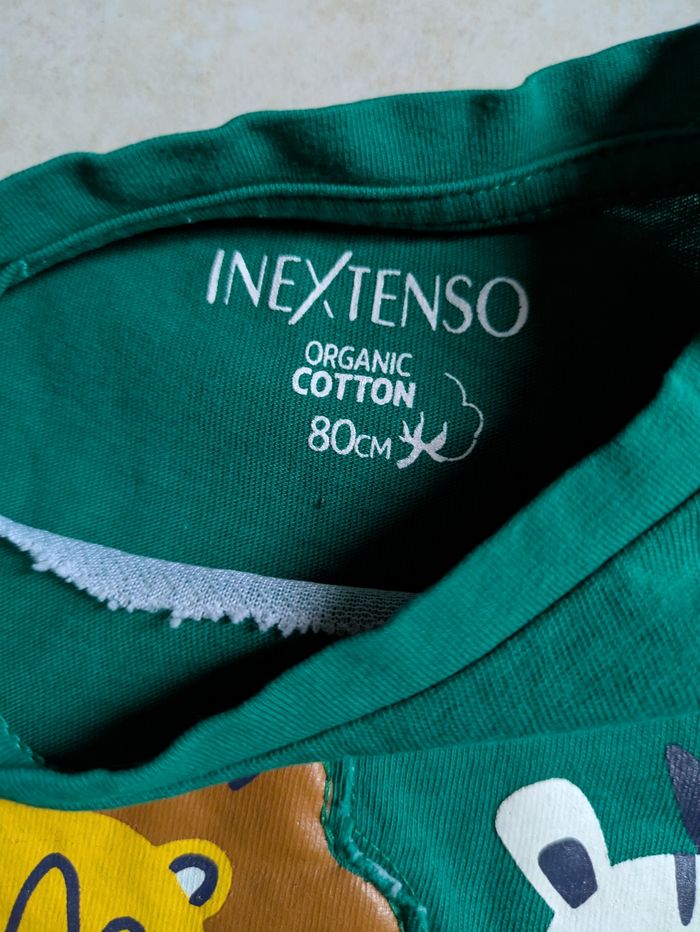 INEXTENSO
ORGANIC
COTTON
80CM